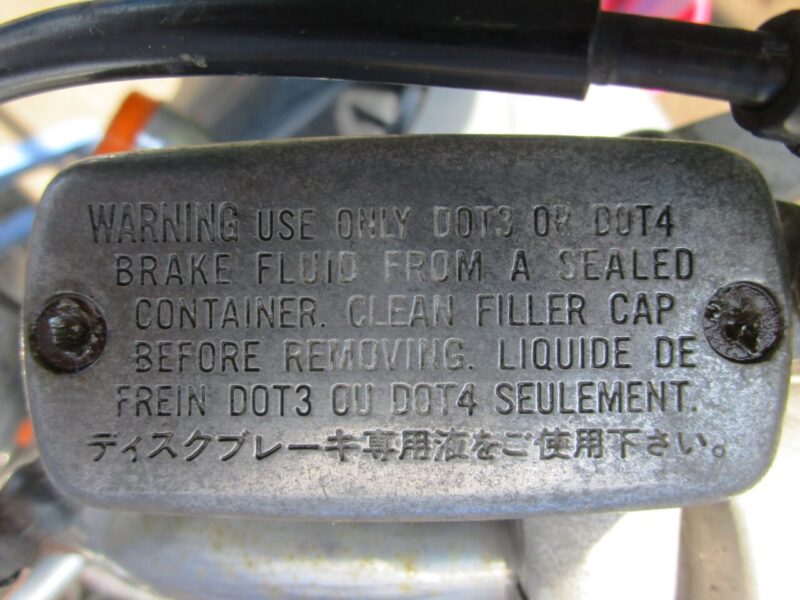 WARNING USE ONLY DOT3 OR DOT4
BRAKE FLUID FROM A SEALED
CONTAINER. CLEAN FILLER CAP
BEFORE REMOVING. LIQUIDE DE
FREIN DOT3 OU DOT4 SEULEMENT.
ディスクブレーキ専用液をご使用下さい。